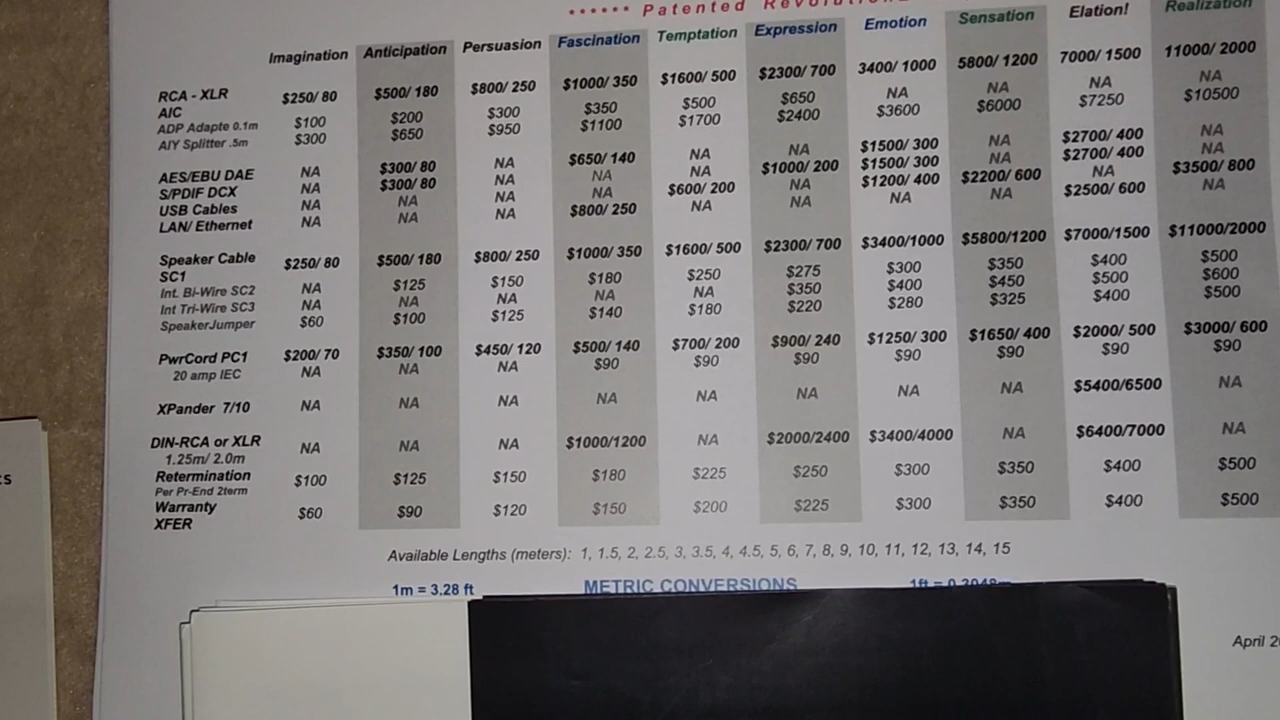 ****** Patented
Imagination Anticipation Persuasion Fascination Temptation Expression Emotion Sensation Elation! Realization
RCA - XLR AIC $250/ 80 $500/ 180 $800/ 250 $1000/ 350 $1600/ 500 $2300/ 700 3400/ 1000 5800/ 1200 7000/ 1500 11000/ 2000
ADP Adapte 0.1m $100 $200 $300 $350 $500 $650 NA NA NA NA
AIY Splitter .5m $300 $650 $950 $1100 $1700 $2400 $3600 $6000 $7250 $10500
AES/EBU DAE NA $300/ 80 NA $650/ 140 NA NA $1500/ 300 NA $2700/ 400 NA
S/PDIF DCX NA $300/ 80 NA NA NA $1000/ 200 $1500/ 300 NA $2700/ 400 NA
USB Cables NA NA NA NA $600/ 200 NA $1200/ 400 $2200/ 600 NA $3500/ 800
LAN/ Ethernet NA NA NA $800/ 250 NA NA NA NA $2500/ 600 NA
Speaker Cable SC1 $250/ 80 $500/ 180 $800/ 250 $1000/ 350 $1600/ 500 $2300/ 700 $3400/1000 $5800/1200 $7000/1500 $11000/2000
Int. Bi-Wire SC2 NA $125 $150 $180 $250 $275 $300 $350 $400 $500
Int Tri-Wire SC3 NA NA NA NA NA $350 $400 $450 $500 $600
SpeakerJumper $60 $100 $125 $140 $180 $220 $280 $325 $400 $500
PwrCord PC1 $200/ 70 $350/ 100 $450/ 120 $500/ 140 $700/ 200 $900/ 240 $1250/ 300 $1650/ 400 $2000/ 500 $3000/ 600
20 amp IEC NA NA NA $90 $90 $90 $90 $90 $90 $90
XPander 7/10 NA NA NA NA NA NA NA NA $5400/6500 NA
DIN-RCA or XLR NA NA NA $1000/1200 NA $2000/2400 $3400/4000 NA $6400/7000 NA
1.25m/ 2.0m
Retermination $100 $125 $150 $180 $225 $250 $300 $350 $400 $500
Per Pr-End 2term
Warranty XFER $60 $90 $120 $150 $200 $225 $300 $350 $400 $500
Available Lengths (meters): 1, 1.5, 2, 2.5, 3, 3.5, 4, 4.5, 5, 6, 7, 8, 9, 10, 11, 12, 13, 14, 15
1m = 3.28 ft METRIC CONVERSIONS 1ft = 0.3048m
April